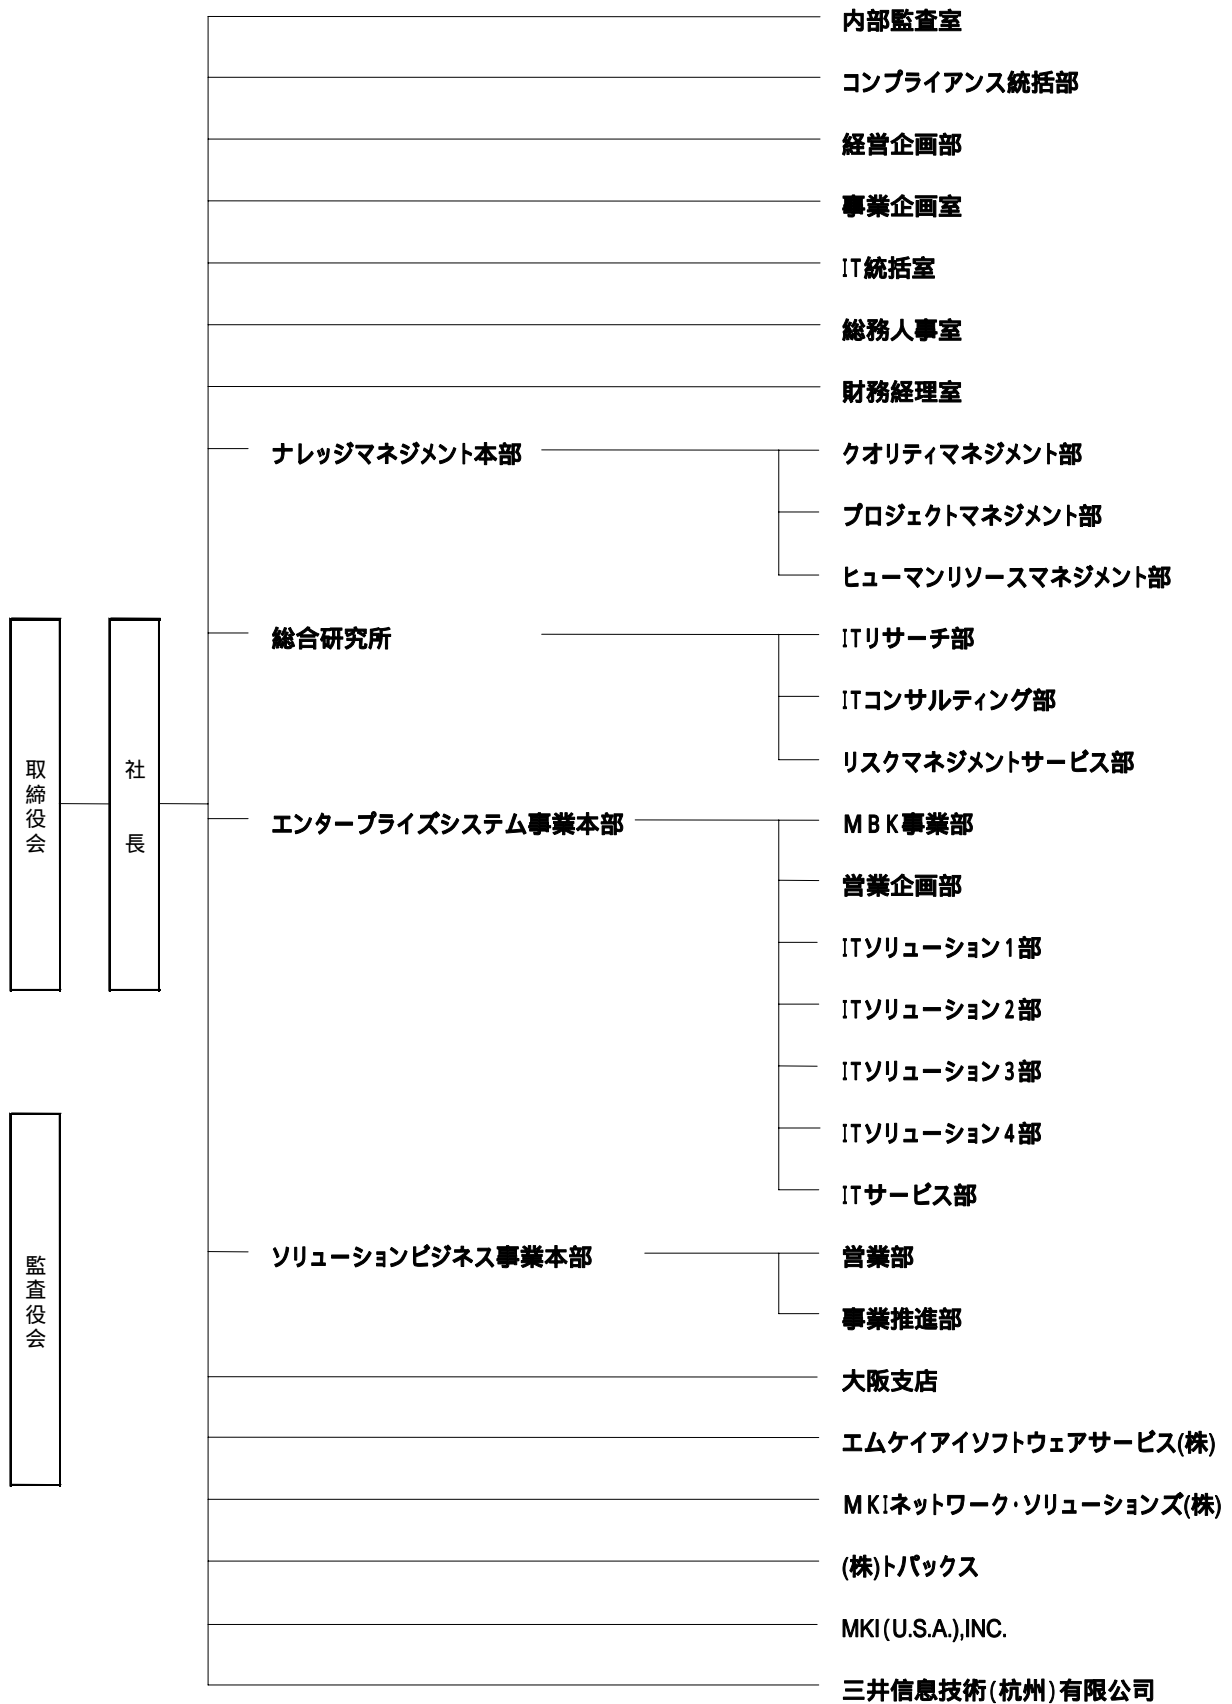 内部監査室
コンプライアンス統括部
経営企画部
事業企画室
IT統括室
総務人事室
財務経理室
ナレッジマネジメント本部
クオリティマネジメント部
プロジェクトマネジメント部
ヒューマンリソースマネジメント部
総合研究所
ITリサーチ部
ITコンサルティング部
リスクマネジメントサービス部
取締役会
社長
エンタープライズシステム事業本部
MBK事業部
営業企画部
ITソリューション1部
ITソリューション2部
ITソリューション3部
ITソリューション4部
ITサービス部
監査役会
ソリューションビジネス事業本部
営業部
事業推進部
大阪支店
エムケイアイソフトウェアサービス(株)
MKIネットワーク・ソリューションズ(株)
(株)トパックス
MKI(U.S.A.),INC.
三井信息技術(杭州)有限公司